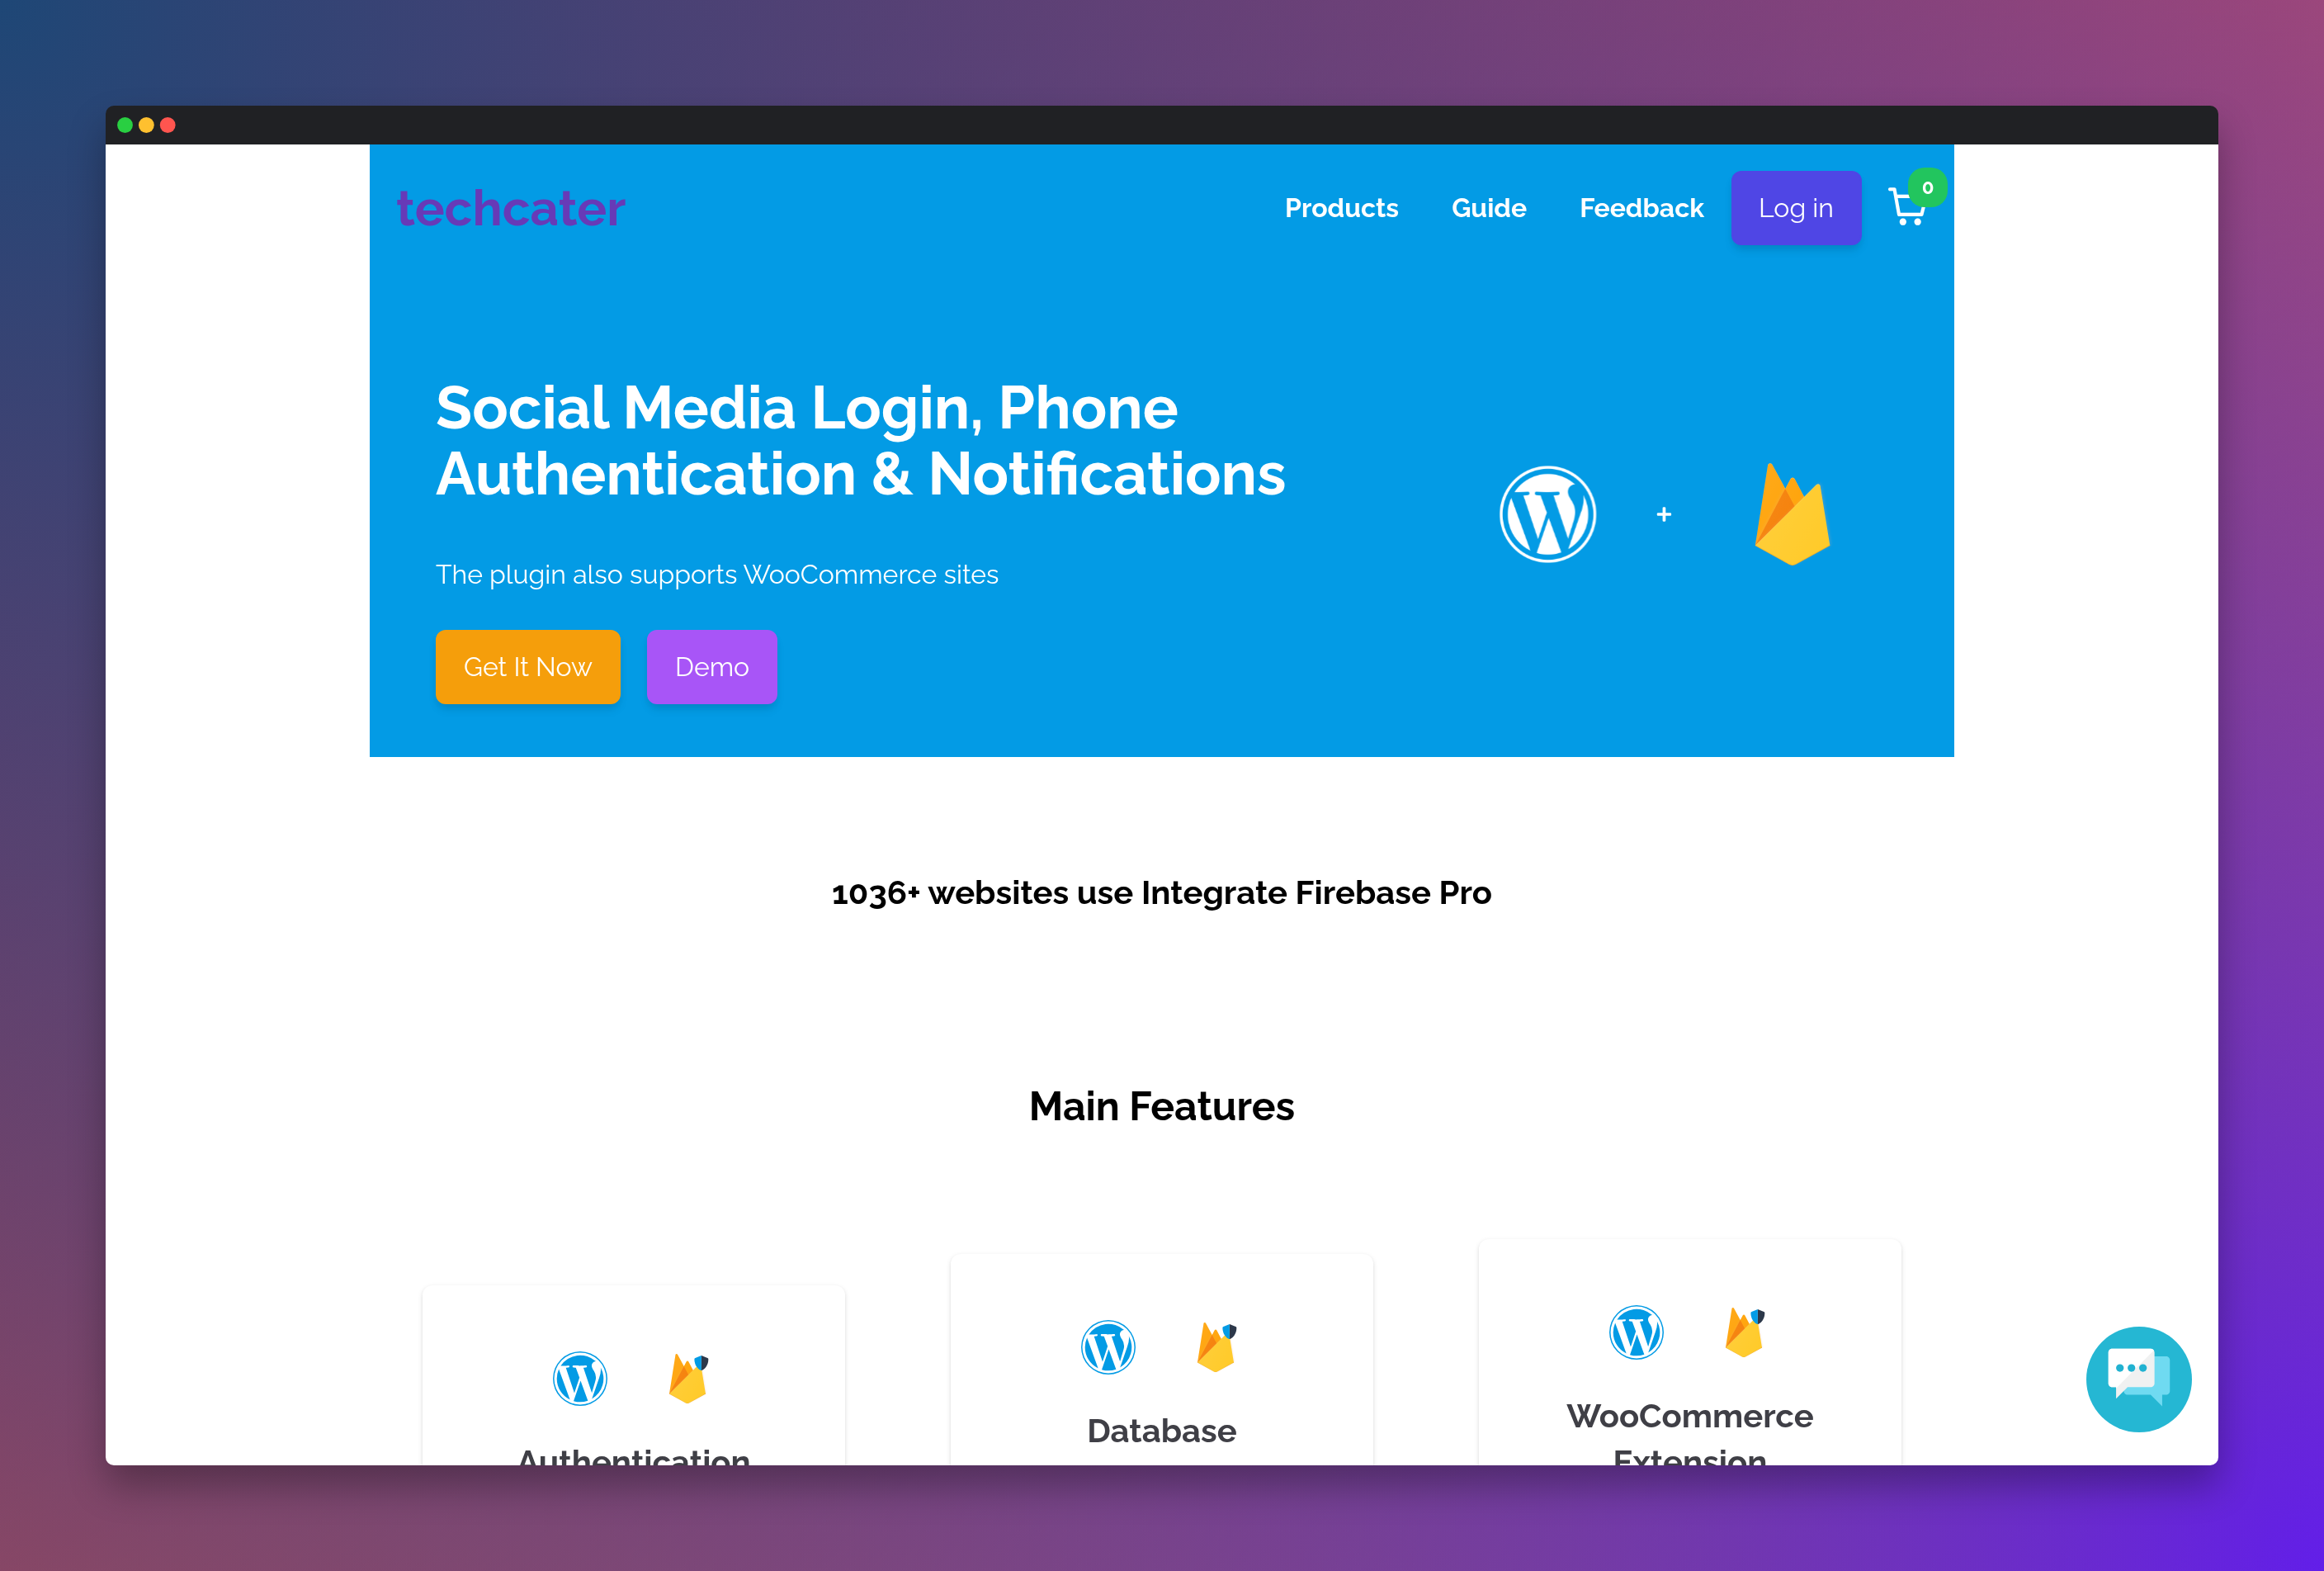 techcater
Products
Guide
Feedback
Log in
0
Social Media Login, Phone
Authentication & Notifications
+
The plugin also supports WooCommerce sites
Get It Now
Demo
1036+ websites use Integrate Firebase Pro
Main Features
Authentication
Database
WooCommerce
Extension